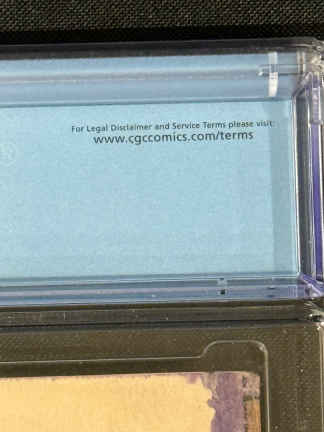 For Legal Disclaimer and Service Terms please visit:
www.cgccomics.com/terms